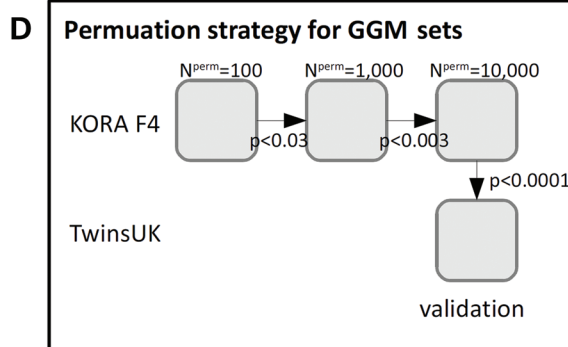 D
Permuation strategy for GGM sets
N^perm=100 N^perm=1,000 N^perm=10,000
KORA F4
p<0.03 p<0.003
p<0.0001
TwinsUK
validation